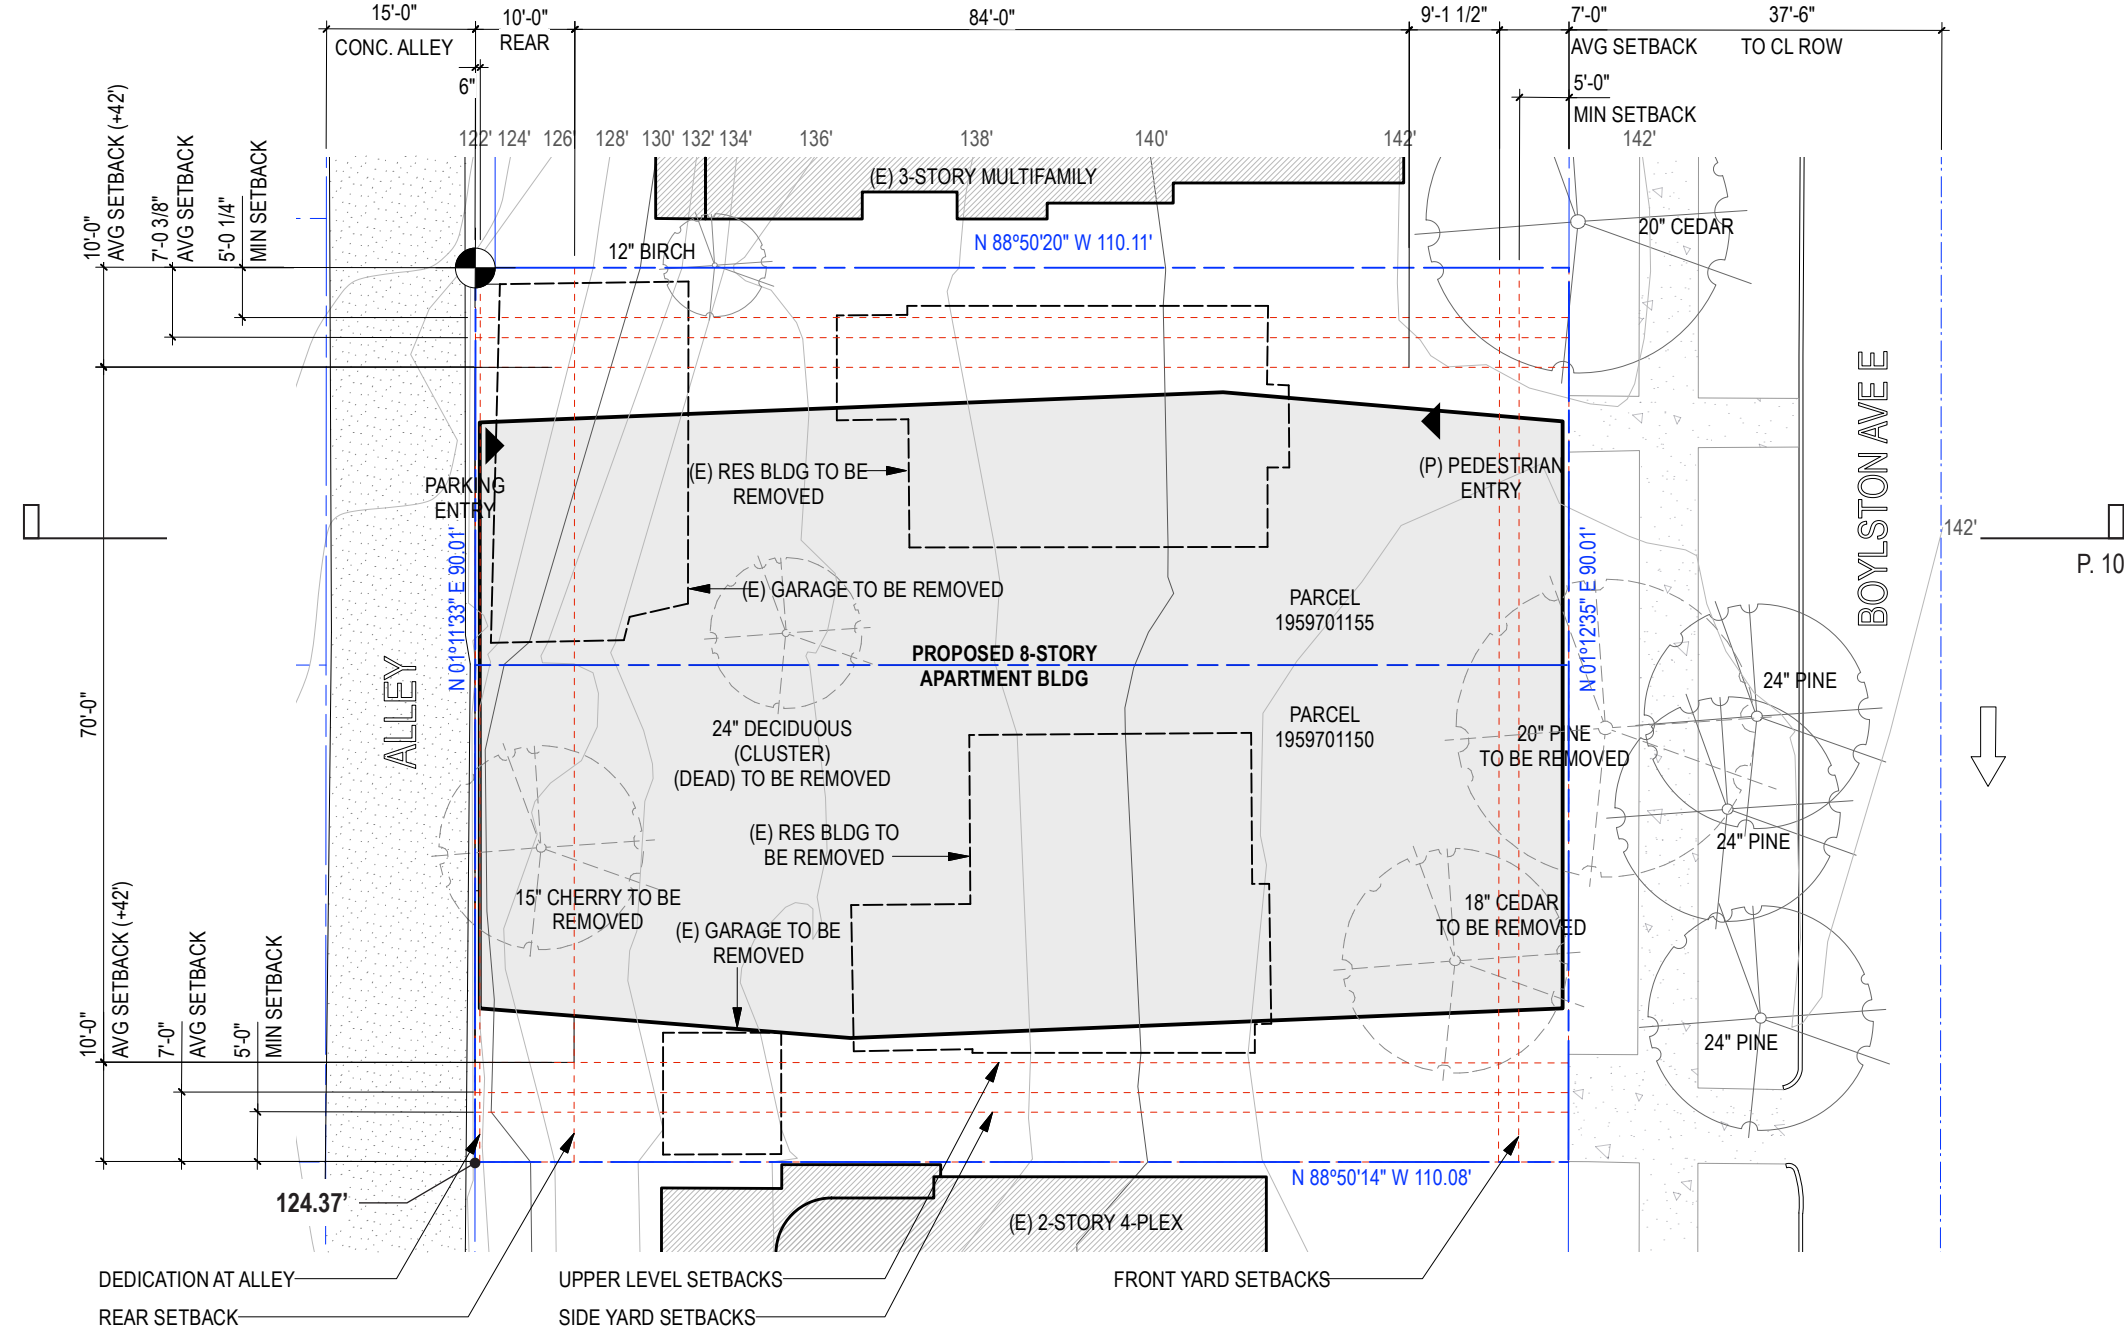 15'-0"
CONC. ALLEY
10'-0"
REAR
84'-0"
9'-1 1/2"
7'-0"
AVG SETBACK
37'-6"
TO CL ROW
6"
5'-0"
MIN SETBACK
10'-0"
AVG SETBACK (+42')
7'-0 3/8"
AVG SETBACK
5'-0 1/4"
MIN SETBACK
122'
124'
126'
128'
130'
132'
134'
136'
138'
140'
142'
142'
(E) 3-STORY MULTIFAMILY
12" BIRCH
N 88º50'20" W 110.11'
20" CEDAR
(E) RES BLDG TO BE
REMOVED
(P) PEDESTRIAN
ENTRY
PARKING
ENTRY
BOYLSTON AVE E
142'
P. 10
N 01º11'33" E 90.01'
N 01º12'35" E 90.01'
(E) GARAGE TO BE REMOVED
PARCEL
1959701155
PROPOSED 8-STORY
APARTMENT BLDG
ALLEY
70'-0"
24" PINE
PARCEL
1959701150
24" DECIDUOUS
(CLUSTER)
(DEAD) TO BE REMOVED
20" PINE
TO BE REMOVED
(E) RES BLDG TO
BE REMOVED
24" PINE
15" CHERRY TO BE
REMOVED
18" CEDAR
TO BE REMOVED
(E) GARAGE TO BE
REMOVED
10'-0"
AVG SETBACK (+42')
7'-0"
AVG SETBACK
5'-0"
MIN SETBACK
24" PINE
N 88º50'14" W 110.08'
124.37'
(E) 2-STORY 4-PLEX
DEDICATION AT ALLEY
UPPER LEVEL SETBACKS
FRONT YARD SETBACKS
REAR SETBACK
SIDE YARD SETBACKS